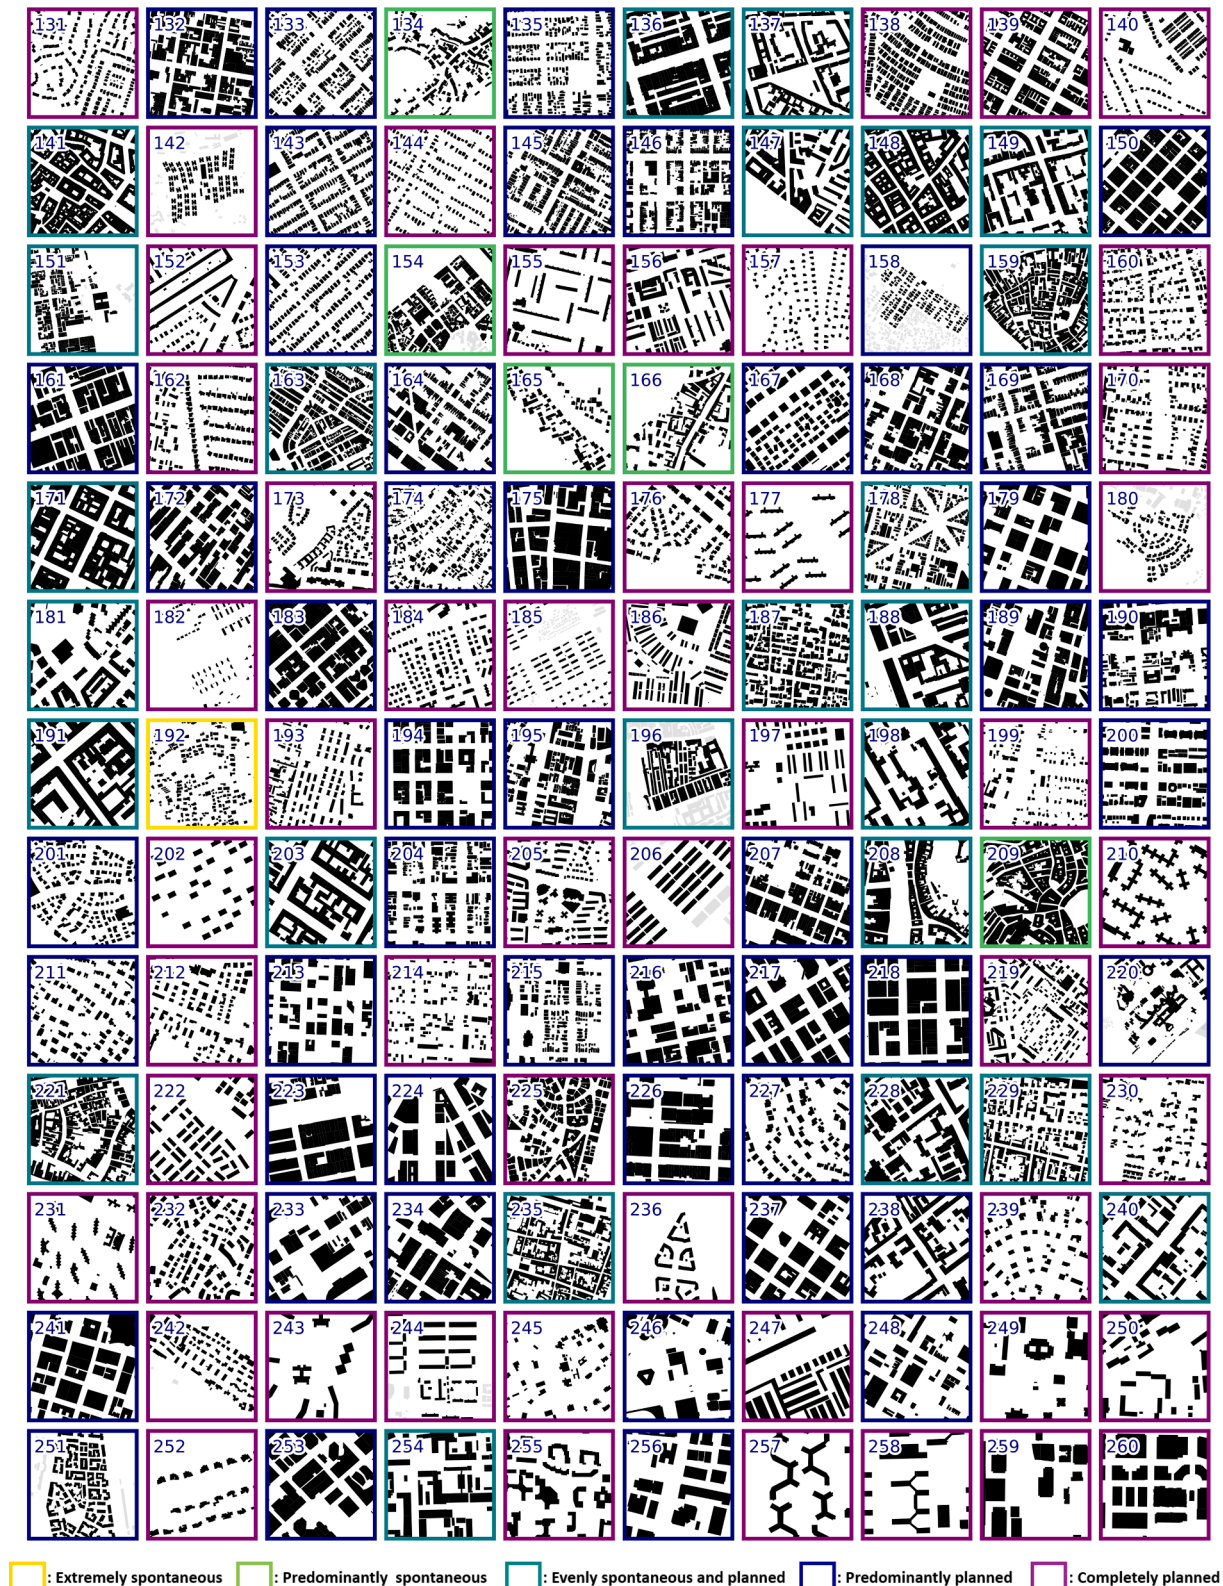 131 132 133 134 135 136 137 138 139 140
141 142 143 144 145 146 147 148 149 150
151 152 153 154 155 156 157 158 159 160
161 162 163 164 165 166 167 168 169 170
171 172 173 174 175 176 177 178 179 180
181 182 183 184 185 186 187 188 189 190
191 192 193 194 195 196 197 198 199 200
201 202 203 204 205 206 207 208 209 210
211 212 213 214 215 216 217 218 219 220
221 222 223 224 225 226 227 228 229 230
231 232 233 234 235 236 237 238 239 240
241 242 243 244 245 246 247 248 249 250
251 252 253 254 255 256 257 258 259 260
: Extremely spontaneous : Predominantly spontaneous : Evenly spontaneous and planned : Predominantly planned : Completely planned